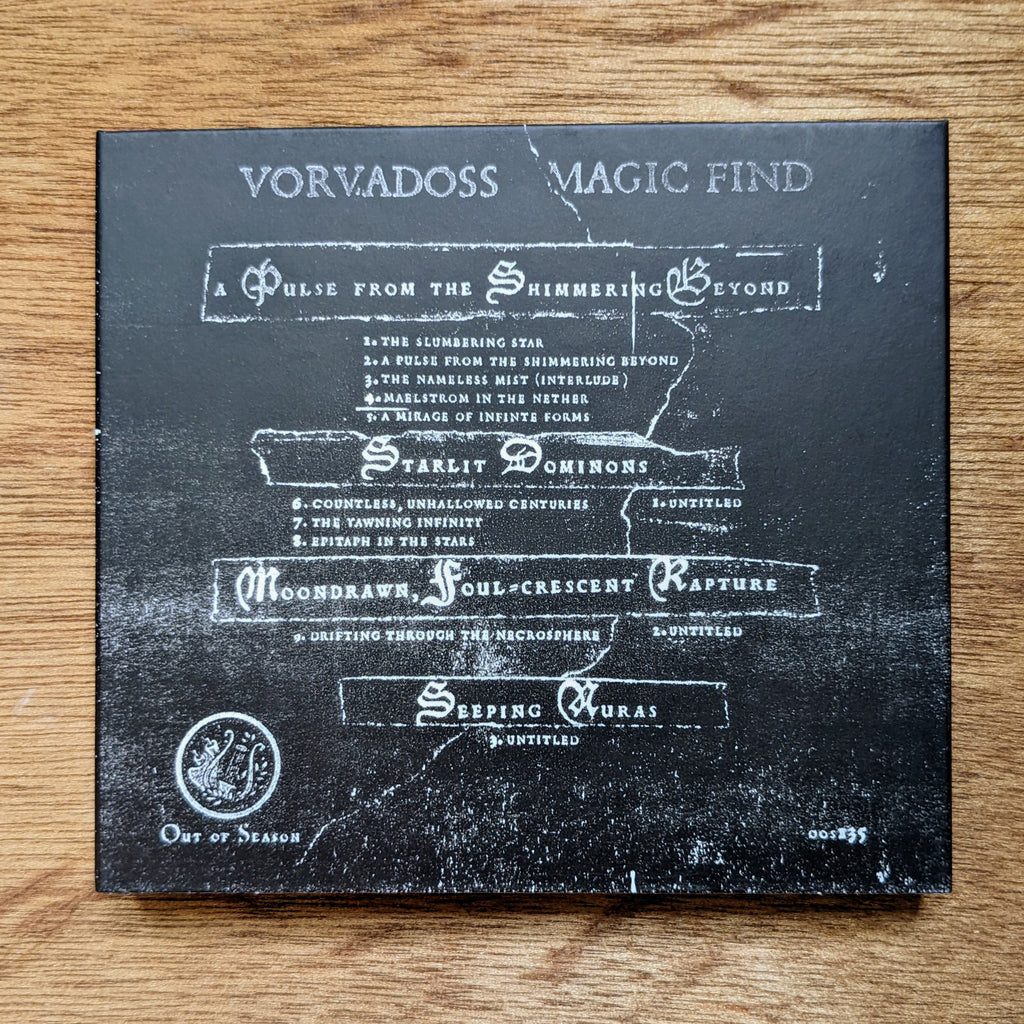 VORVADOSS MAGIC FIND
A PULSE FROM THE SHIMMERING BEYOND
1. THE SLUMBERING STAR
2. A PULSE FROM THE SHIMMERING BEYOND
3. THE NAMELESS MIST (INTERLUDE)
4. MAELSTROM IN THE NETHER
5. A MIRAGE OF INFINTE FORMS
STARLIT DOMINONS
6. COUNTLESS, UNHALLOWED CENTURIES 1. UNTITLED
7. THE YAWNING INFINITY
8. EPITAPH IN THE STARS
MOONDRAWN, FOUL-CRESCENT RAPTURE
9. DRIFTING THROUGH THE NECROSPHERE 2. UNTITLED
SEEPING AURAS
3. UNTITLED
OUT OF SEASON
OOS235